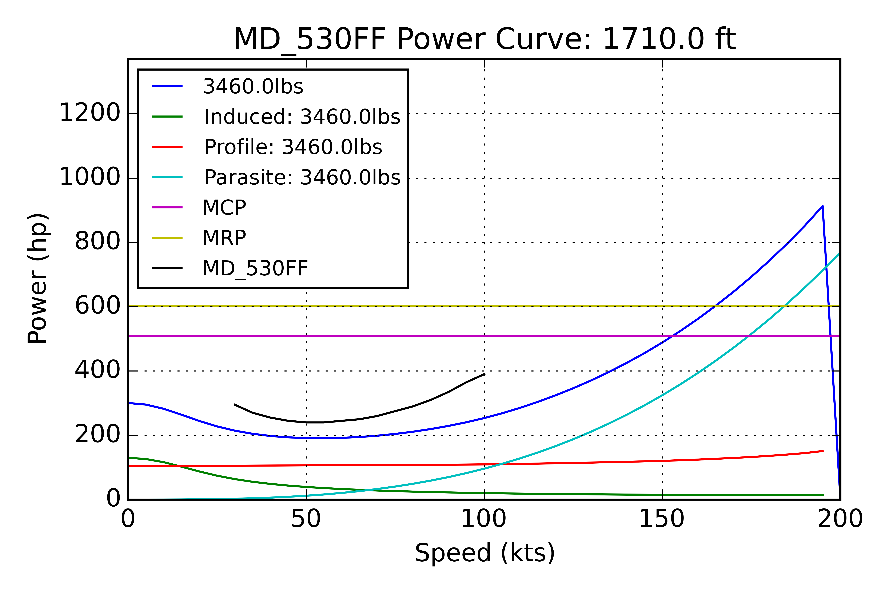 MD_530FF Power Curve: 1710.0 ft
Power (hp)
1200
1000
800
600
400
200
0
3460.0lbs
Induced: 3460.0lbs
Profile: 3460.0lbs
Parasite: 3460.0lbs
MCP
MRP
MD_530FF
0 50 100 150 200
Speed (kts)